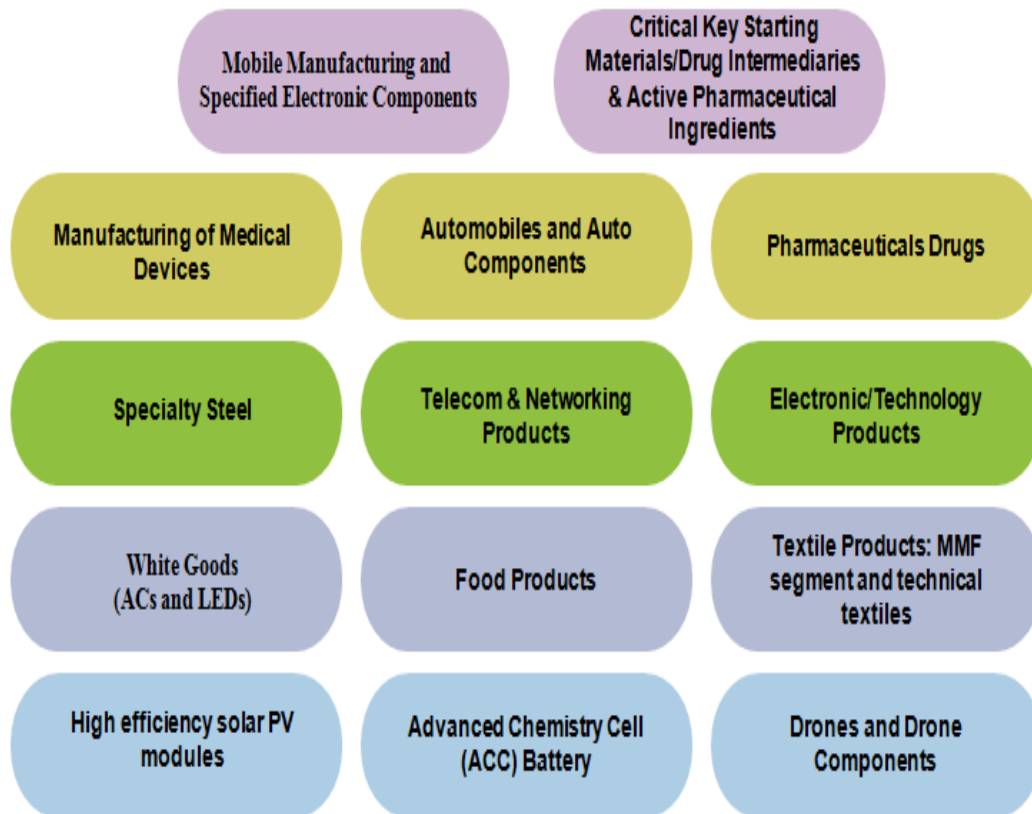 Mobile Manufacturing and
Specified Electronic Components
Critical Key Starting
Materials/Drug Intermediaries
& Active Pharmaceutical
Ingredients
Manufacturing of Medical
Devices
Automobiles and Auto
Components
Pharmaceuticals Drugs
Specialty Steel
Telecom & Networking
Products
Electronic/Technology
Products
White Goods
(ACs and LEDs)
Food Products
Textile Products: MMF
segment and technical
textiles
High efficiency solar PV
modules
Advanced Chemistry Cell
(ACC) Battery
Drones and Drone
Components